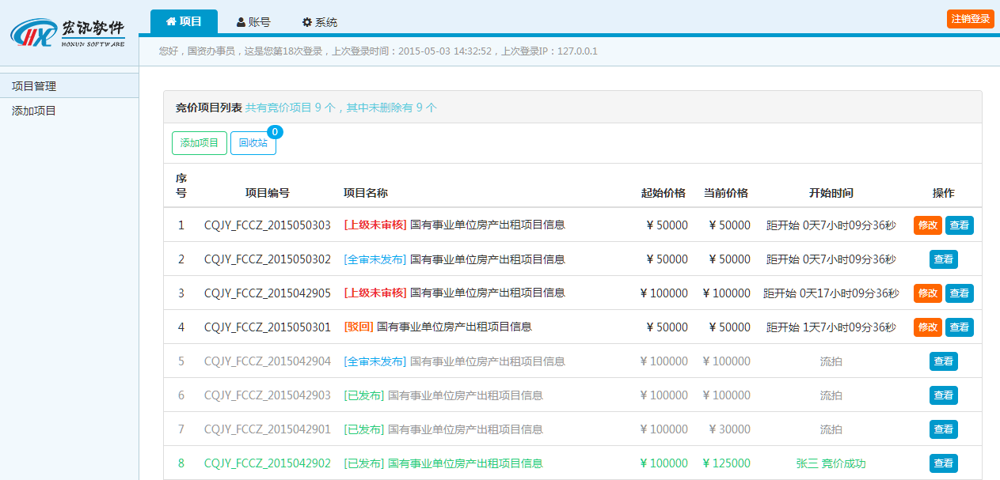 宏讯软件
HOXUN SOFTWARE
项目 账号 系统 注销登录
您好，国资办事员，这是您第18次登录，上次登录时间：2015-05-03 14:32:52，上次登录IP：127.0.0.1
项目管理
添加项目
竞价项目列表 共有竞价项目 9 个，其中未删除有 9 个
添加项目 回收站 0
序号 项目编号 项目名称 起始价格 当前价格 开始时间 操作
1 CQJY_FCCZ_2015050303 [上级未审核] 国有事业单位房产出租项目信息 ¥ 50000 ¥ 50000 距开始 0天7小时09分36秒 修改 查看
2 CQJY_FCCZ_2015050302 [全审未发布] 国有事业单位房产出租项目信息 ¥ 50000 ¥ 50000 距开始 0天7小时09分36秒 查看
3 CQJY_FCCZ_2015042905 [上级未审核] 国有事业单位房产出租项目信息 ¥ 100000 ¥ 100000 距开始 0天17小时09分36秒 修改 查看
4 CQJY_FCCZ_2015050301 [驳回] 国有事业单位房产出租项目信息 ¥ 50000 ¥ 50000 距开始 1天7小时09分36秒 修改 查看
5 CQJY_FCCZ_2015042904 [全审未发布] 国有事业单位房产出租项目信息 ¥ 100000 ¥ 100000 流拍 查看
6 CQJY_FCCZ_2015042903 [已发布] 国有事业单位房产出租项目信息 ¥ 100000 ¥ 100000 流拍 查看
7 CQJY_FCCZ_2015042901 [已发布] 国有事业单位房产出租项目信息 ¥ 100000 ¥ 30000 流拍 查看
8 CQJY_FCCZ_2015042902 [已发布] 国有事业单位房产出租项目信息 ¥ 100000 ¥ 125000 张三 竞价成功 查看